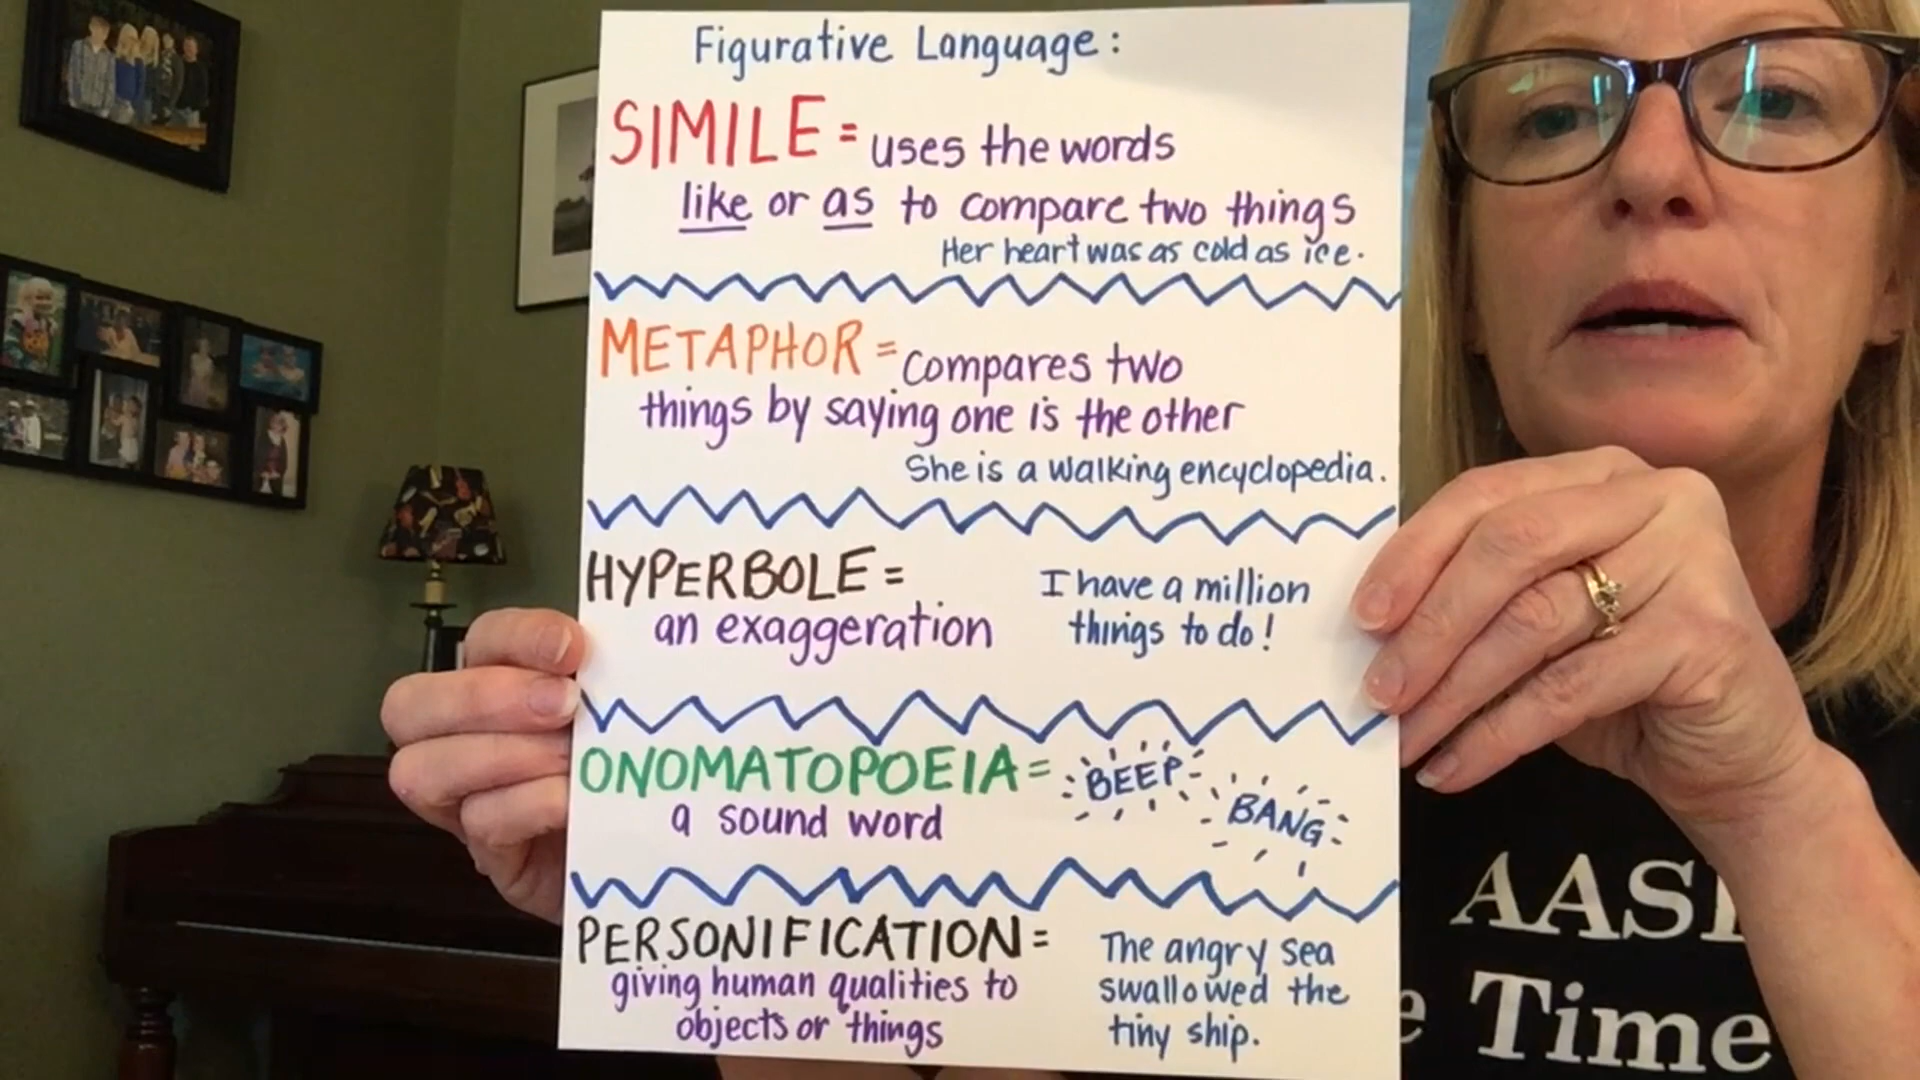 Figurative Language:
SIMILE = uses the words
like or as to compare two things
Her heart was as cold as ice.
METAPHOR = compares two
things by saying one is the other
She is a walking encyclopedia.
HYPERBOLE =
an exaggeration
I have a million
things to do!
ONOMATOPOEIA =
a sound word
BEEP
BANG
PERSONIFICATION =
giving human qualities to
objects or things
The angry sea
swallowed the
tiny ship.
Time